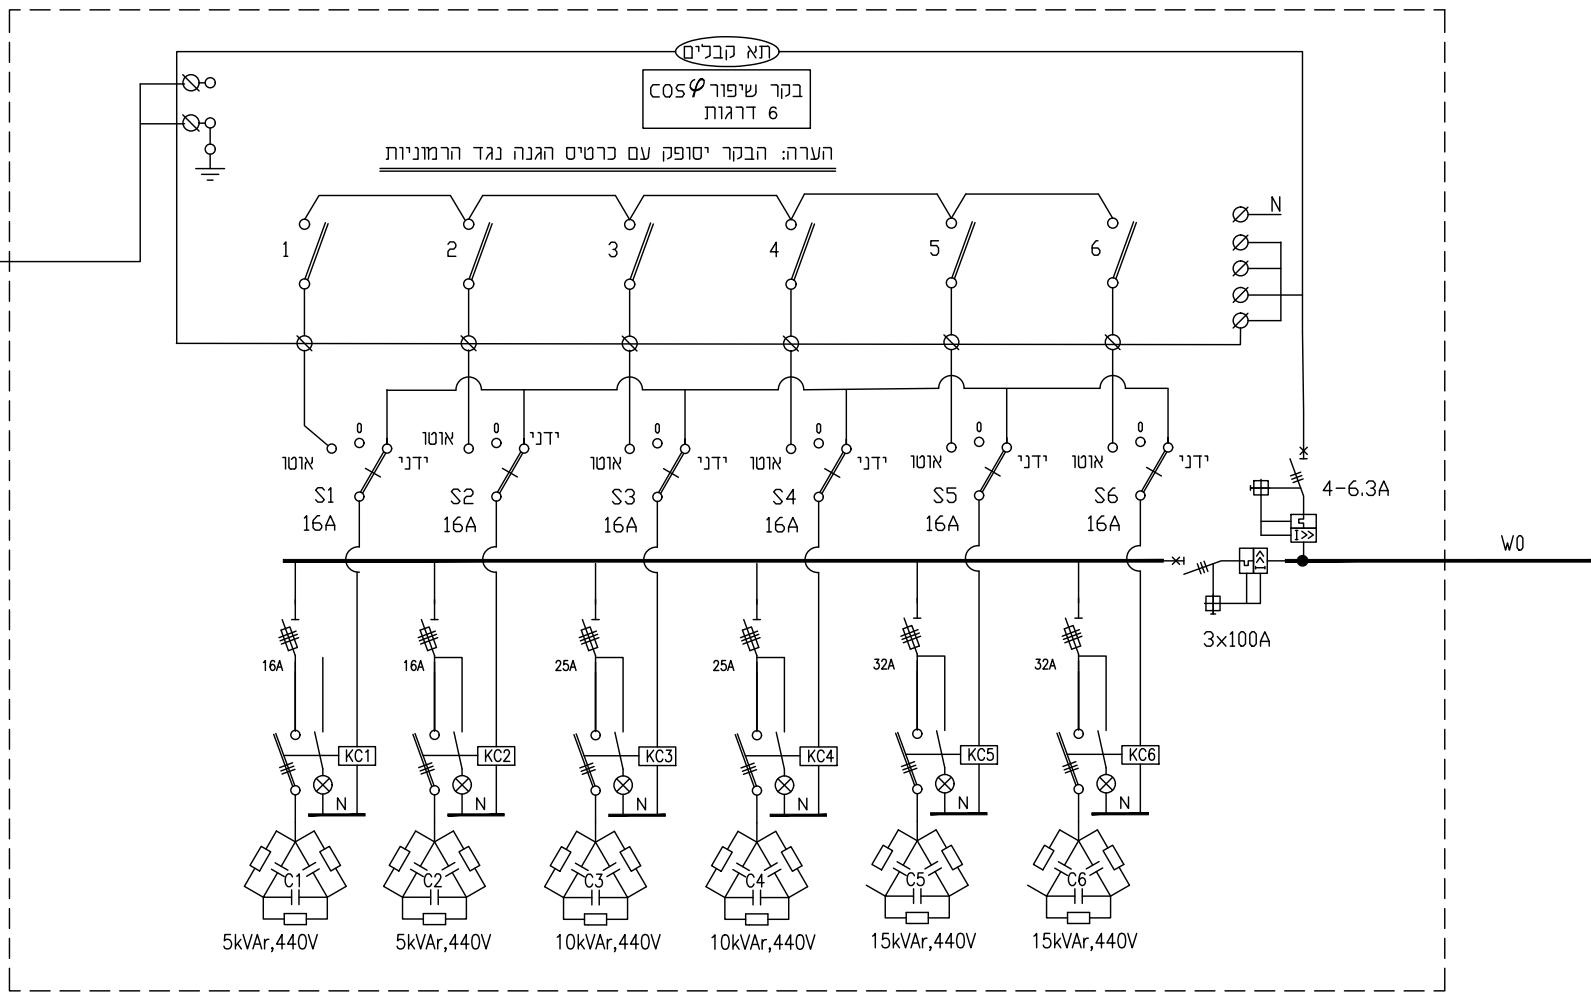 תא קבלים
בקר שיפור COSφ
6 דרגות
הערה: הבקר יסופק עם כרטיס הגנה נגד הרמוניות
N
1 2 3 4 5 6
0 0 0 0 0 0
אוטו ידני אוטו ידני אוטו ידני אוטו ידני אוטו ידני אוטו ידני
S1 S2 S3 S4 S5 S6
16A 16A 16A 16A 16A 16A
4-6.3A
I>>
W0
I>>
3x100A
16A 16A 25A 25A 32A 32A
KC1 KC2 KC3 KC4 KC5 KC6
N N N N N N
C1 C2 C3 C4 C5 C6
5kVAr,440V 5kVAr,440V 10kVAr,440V 10kVAr,440V 15kVAr,440V 15kVAr,440V